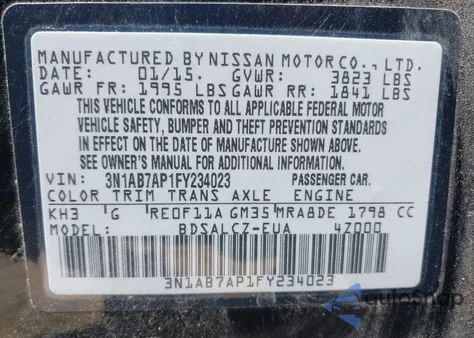 MANUFACTURED BY NISSAN MOTOR CO., LTD.
DATE: 01/15. GVWR: 3823 LBS
GAWR FR: 1995 LBS GAWR RR: 1841 LBS
THIS VEHICLE CONFORMS TO ALL APPLICABLE FEDERAL MOTOR
VEHICLE SAFETY, BUMPER AND THEFT PREVENTION STANDARDS
IN EFFECT ON THE DATE OF MANUFACTURE SHOWN ABOVE.
SEE OWNER'S MANUAL FOR ADDITIONAL INFORMATION.
VIN: 3N1AB7AP1FY234023 PASSENGER CAR.
COLOR TRIM TRANS AXLE ENGINE
KH3 G RE0F11A GM35 MRA8DE 1798 CC
MODEL: BDSALCZ-EUA 4Z000
3N1AB7AP1FY234023
autoshop